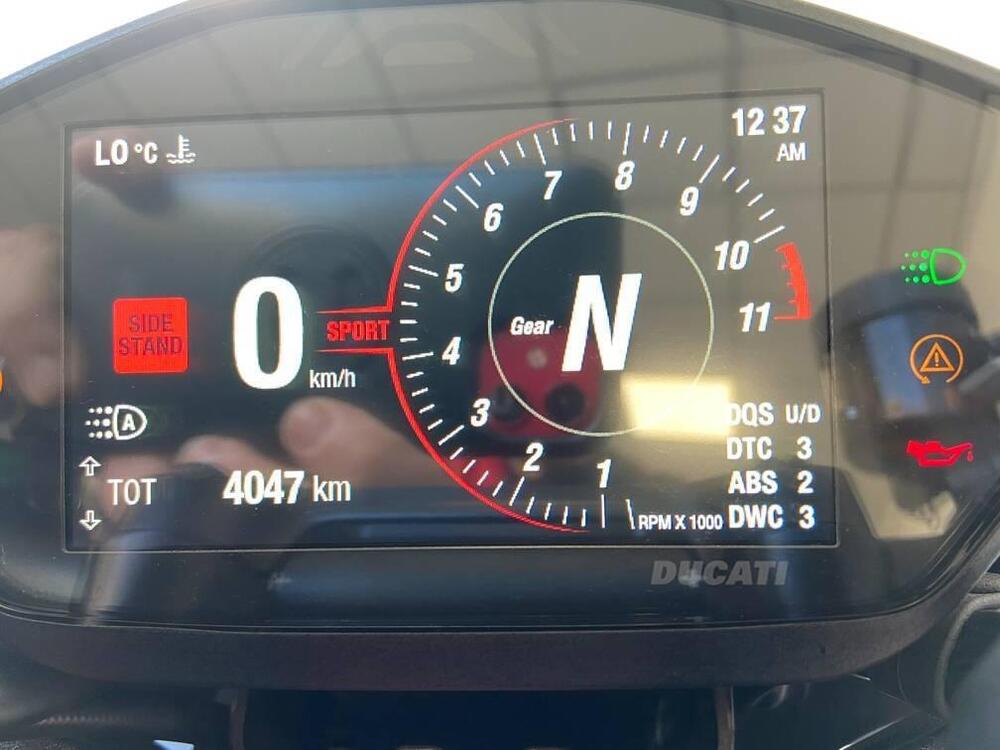 LO °C
12 37
AM
SIDE
STAND
0
km/h
SPORT
Gear N
1
2
3
4
5
6
7
8
9
10
11
RPM X 1000
A
TOT 4047 km
DQS U/D
DTC 3
ABS 2
DWC 3
DUCATI